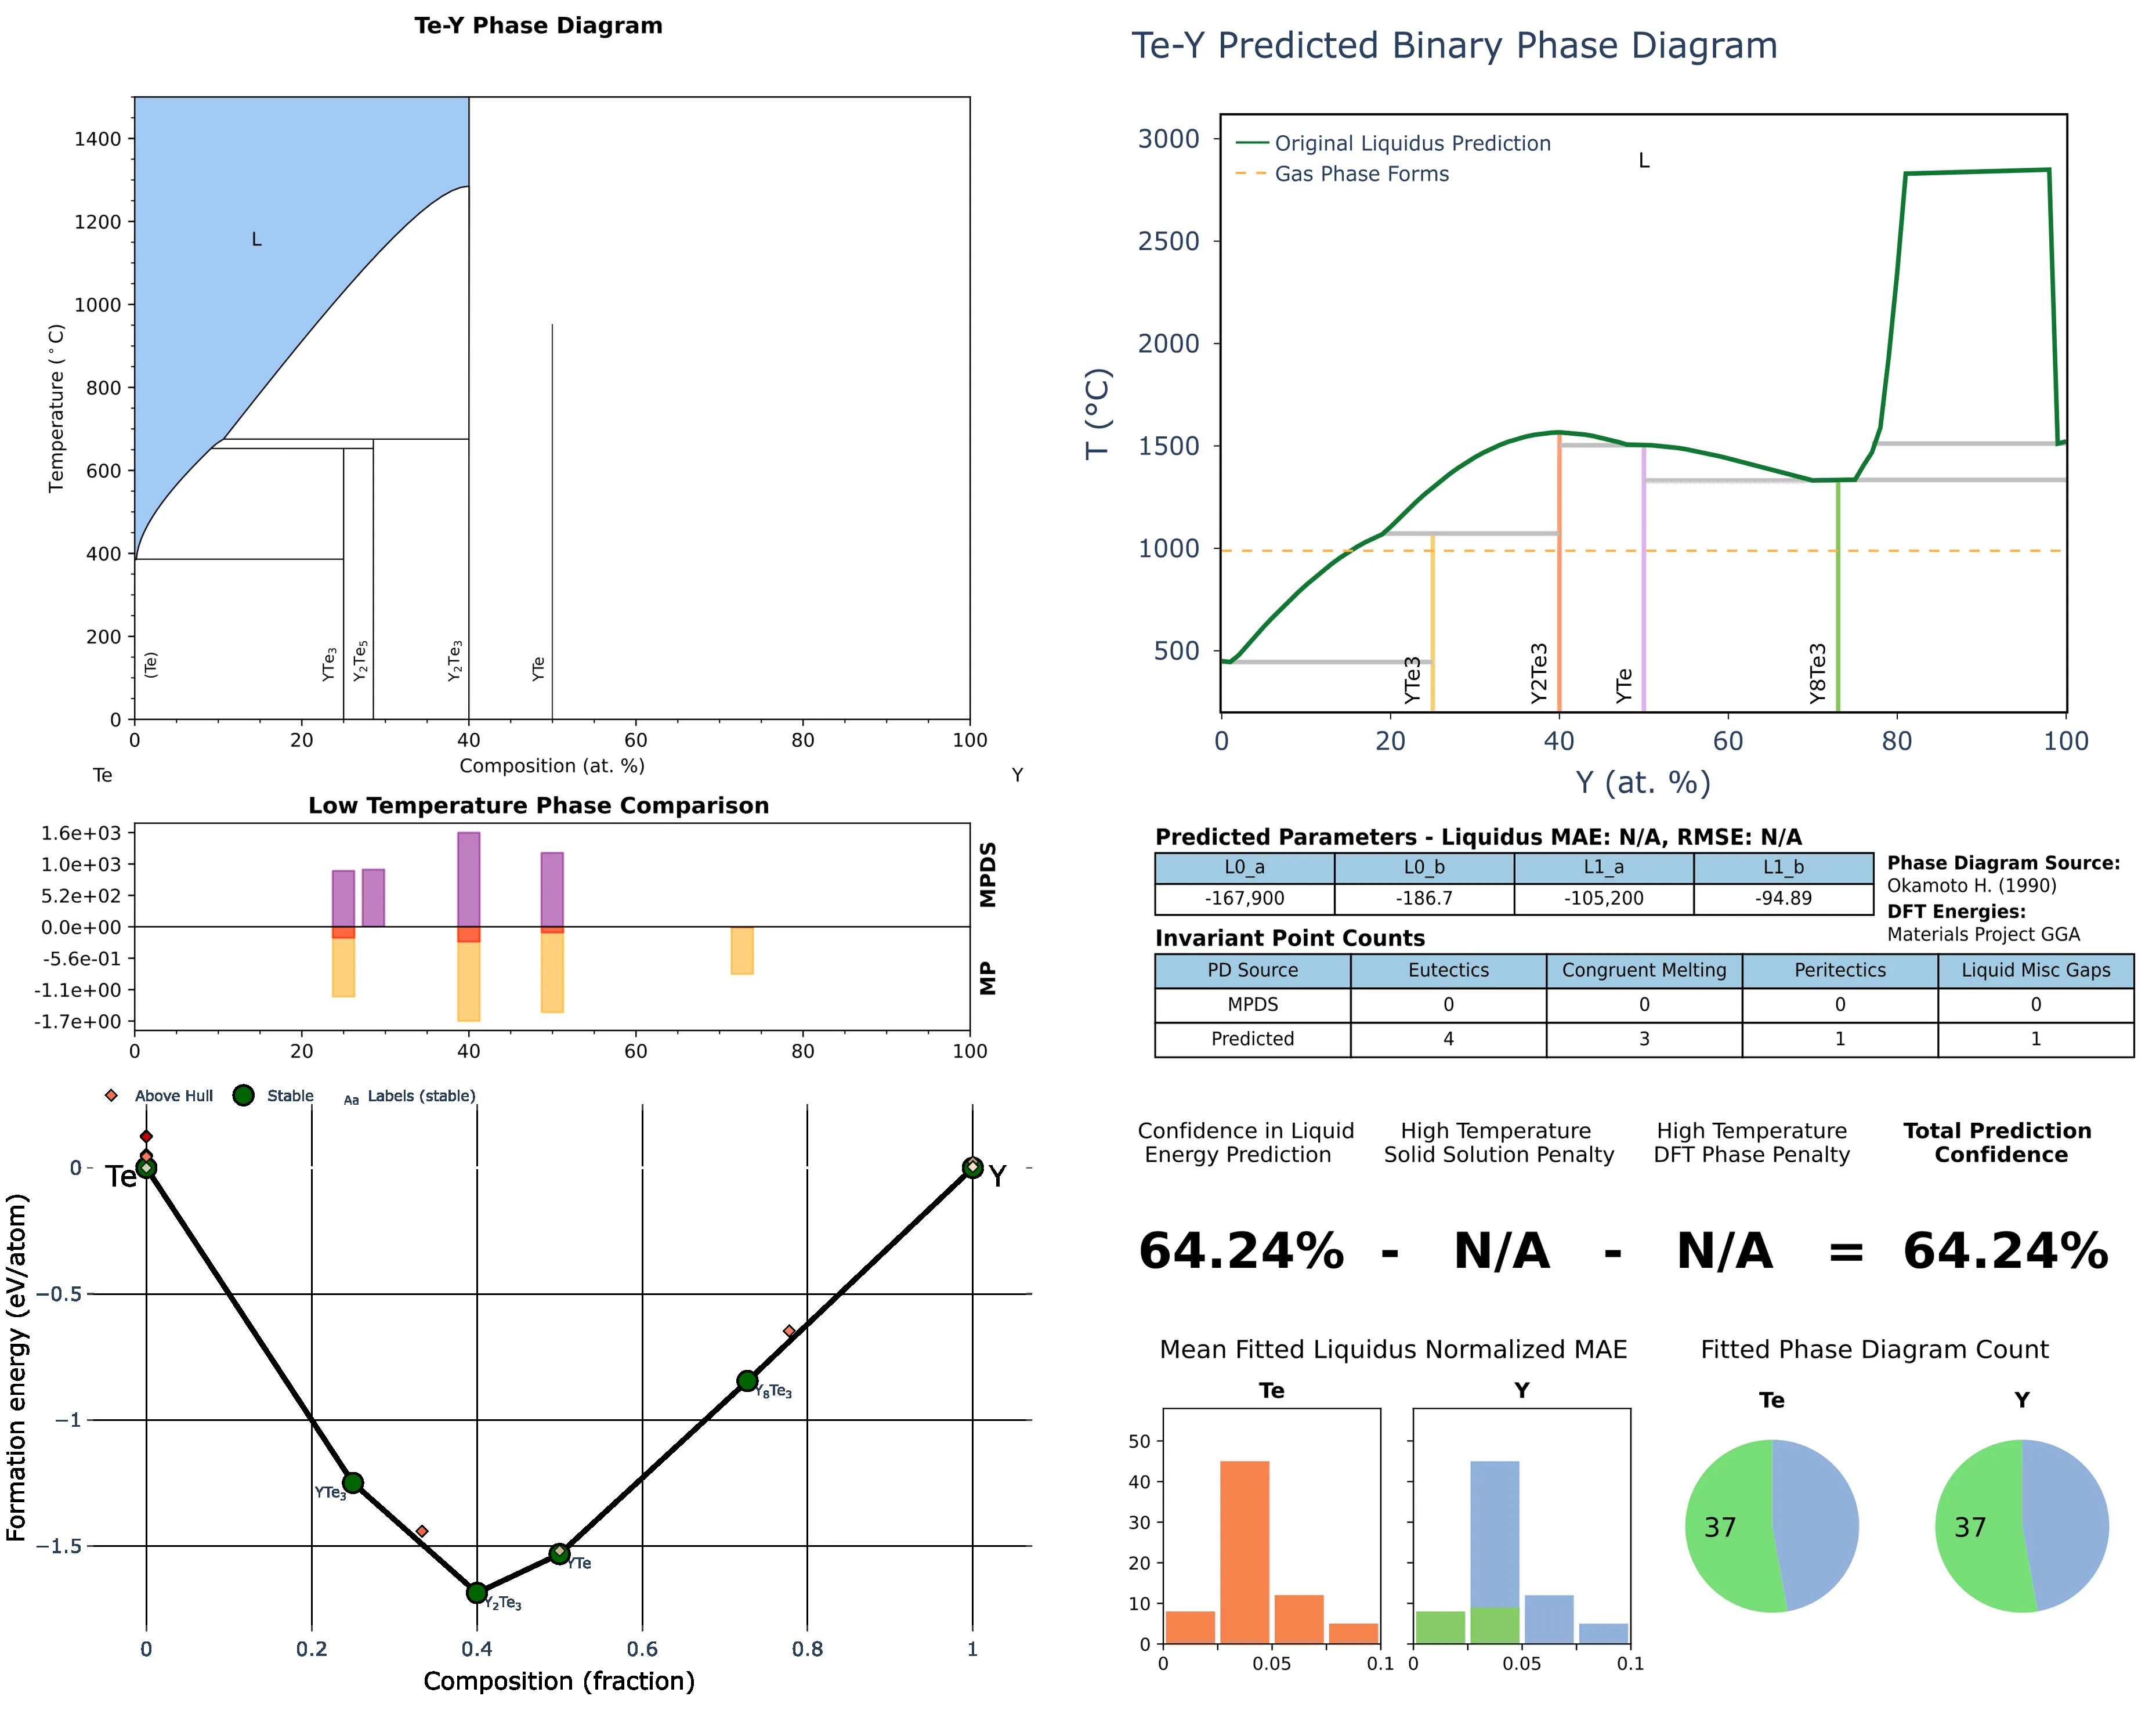 Te-Y Phase Diagram
Temperature (°C)
1400
1200
1000
800
600
400
200
0
L
(Te)
YTe3
Y2Te5
Y2Te3
YTe
0 20 40 60 80 100
Composition (at. %)
Te Y
Te-Y Predicted Binary Phase Diagram
T (°C)
3000
2500
2000
1500
1000
500
Original Liquidus Prediction
Gas Phase Forms
L
YTe3
Y2Te3
YTe
Y8Te3
0 20 40 60 80 100
Y (at. %)
Low Temperature Phase Comparison
1.6e+03
1.0e+03
5.2e+02
0.0e+00
-5.6e-01
-1.1e+00
-1.7e+00
MPDS
MP
0 20 40 60 80 100
Predicted Parameters - Liquidus MAE: N/A, RMSE: N/A
L0_a L0_b L1_a L1_b
-167,900 -186.7 -105,200 -94.89
Phase Diagram Source:
Okamoto H. (1990)
DFT Energies:
Materials Project GGA
Invariant Point Counts
PD Source Eutectics Congruent Melting Peritectics Liquid Misc Gaps
MPDS 0 0 0 0
Predicted 4 3 1 1
Above Hull Stable Aa Labels (stable)
Formation energy (eV/atom)
0
−0.5
−1
−1.5
Te
Y
YTe3
Y2Te3
YTe
Y8Te3
0 0.2 0.4 0.6 0.8 1
Composition (fraction)
Confidence in Liquid
Energy Prediction
High Temperature
Solid Solution Penalty
High Temperature
DFT Phase Penalty
Total Prediction
Confidence
64.24% - N/A - N/A = 64.24%
Mean Fitted Liquidus Normalized MAE
Te Y
50
40
30
20
10
0
0 0.05 0.1
0 0.05 0.1
Fitted Phase Diagram Count
Te Y
37 37